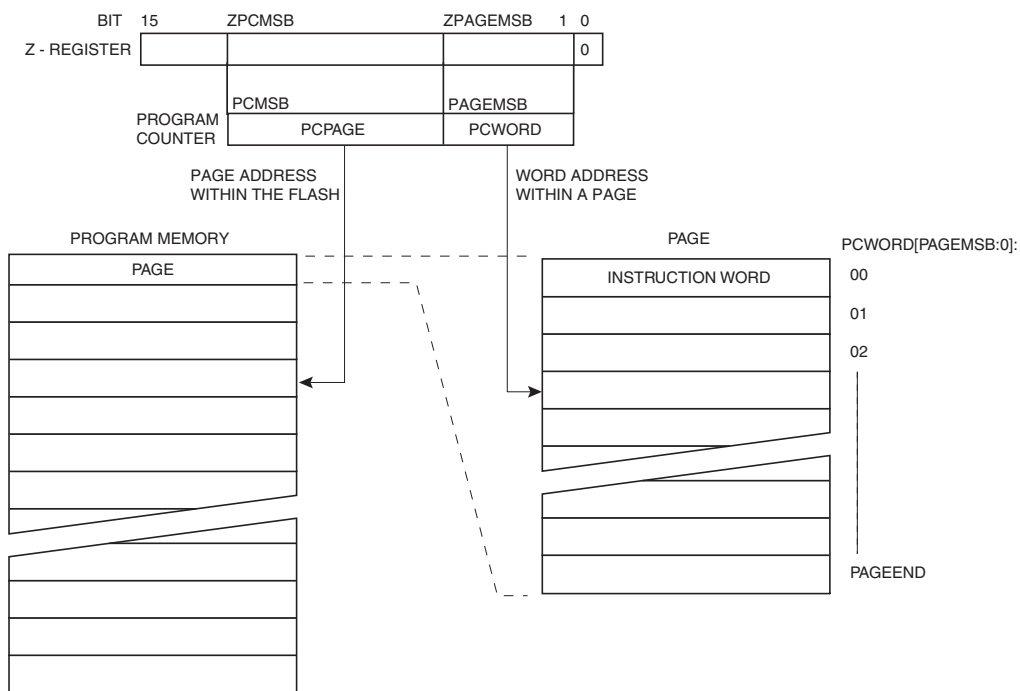 BIT 15 ZPCMSB ZPAGEMSB 1 0
Z - REGISTER 0
PCMSB PAGEMSB
PROGRAM
COUNTER
PCPAGE PCWORD
PAGE ADDRESS
WITHIN THE FLASH
WORD ADDRESS
WITHIN A PAGE
PROGRAM MEMORY
PAGE
PAGE
PCWORD[PAGEMSB:0]:
INSTRUCTION WORD
00
01
02
PAGEEND